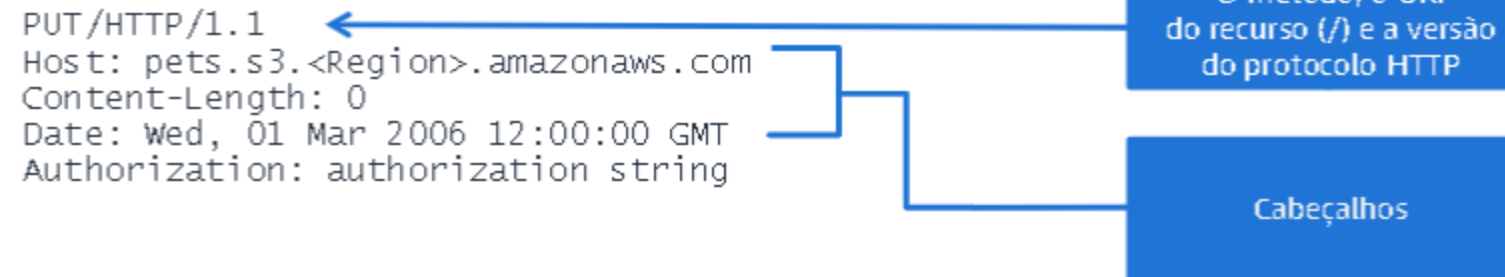 PUT/HTTP/1.1
Host: pets.s3.<Region>.amazonaws.com
Content-Length: 0
Date: Wed, 01 Mar 2006 12:00:00 GMT
Authorization: authorization string
do recurso (/) e a versão
do protocolo HTTP
Cabeçalhos